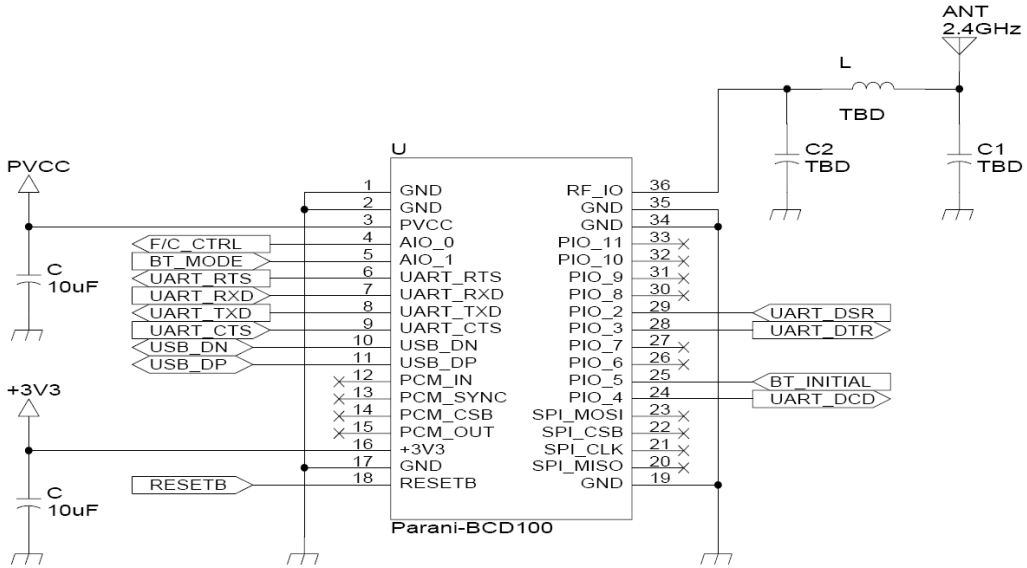 ANT
2.4GHz
L
TBD
C2
TBD
C1
TBD
U
PVCC
C
10uF
+3V3
C
10uF
F/C_CTRL
BT_MODE
UART_RTS
UART_RXD
UART_TXD
UART_CTS
USB_DN
USB_DP
RESETB
1 GND
2 GND
3 PVCC
4 AIO_0
5 AIO_1
6 UART_RTS
7 UART_RXD
8 UART_TXD
9 UART_CTS
10 USB_DN
11 USB_DP
12 PCM_IN
13 PCM_SYNC
14 PCM_CSB
15 PCM_OUT
16 +3V3
17 GND
18 RESETB
RF_IO 36
GND 35
GND 34
PIO_11 33
PIO_10 32
PIO_9 31
PIO_8 30
PIO_2 29
PIO_3 28
PIO_7 27
PIO_6 26
PIO_5 25
PIO_4 24
SPI_MOSI 23
SPI_CSB 22
SPI_CLK 21
SPI_MISO 20
GND 19
UART_DSR
UART_DTR
BT_INITIAL
UART_DCD
Parani-BCD100